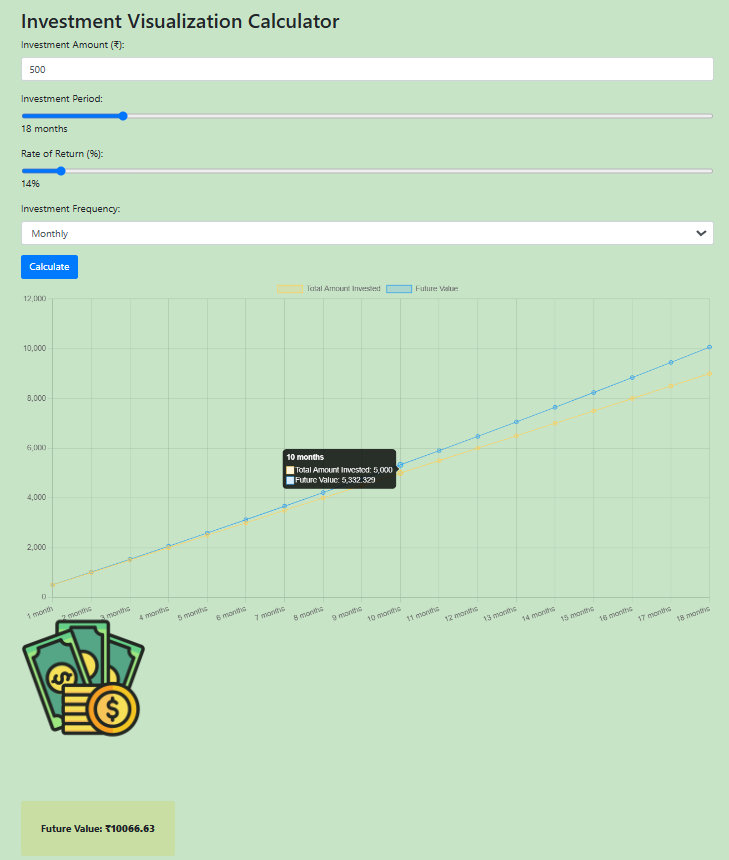 Investment Visualization Calculator
Investment Amount (₹):
500
Investment Period:
18 months
Rate of Return (%):
14%
Investment Frequency:
Monthly
Calculate
Total Amount Invested Future Value
12,000
10,000
8,000
6,000
4,000
2,000
0
10 months
Total Amount Invested: 5,000
Future Value: 5,332.329
1 month 2 months 3 months 4 months 5 months 6 months 7 months 8 months 9 months 10 months 11 months 12 months 13 months 14 months 15 months 16 months 17 months 18 months
$
$
Future Value: ₹10066.63